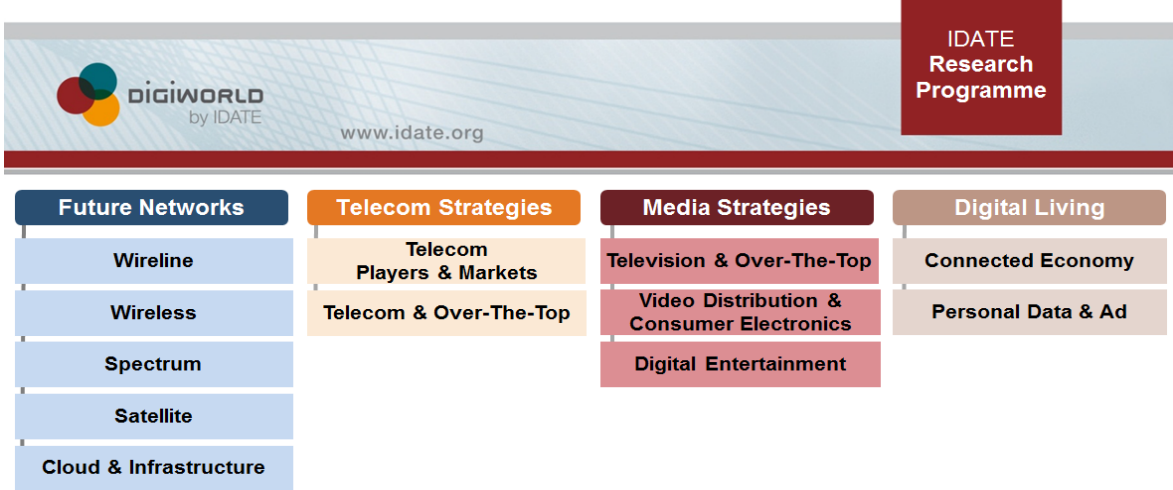 DIGIWORLD
by IDATE
www.idate.org
IDATE
Research
Programme
Future Networks
Wireline
Wireless
Spectrum
Satellite
Cloud & Infrastructure
Telecom Strategies
Telecom
Players & Markets
Telecom & Over-The-Top
Media Strategies
Television & Over-The-Top
Video Distribution &
Consumer Electronics
Digital Entertainment
Digital Living
Connected Economy
Personal Data & Ad